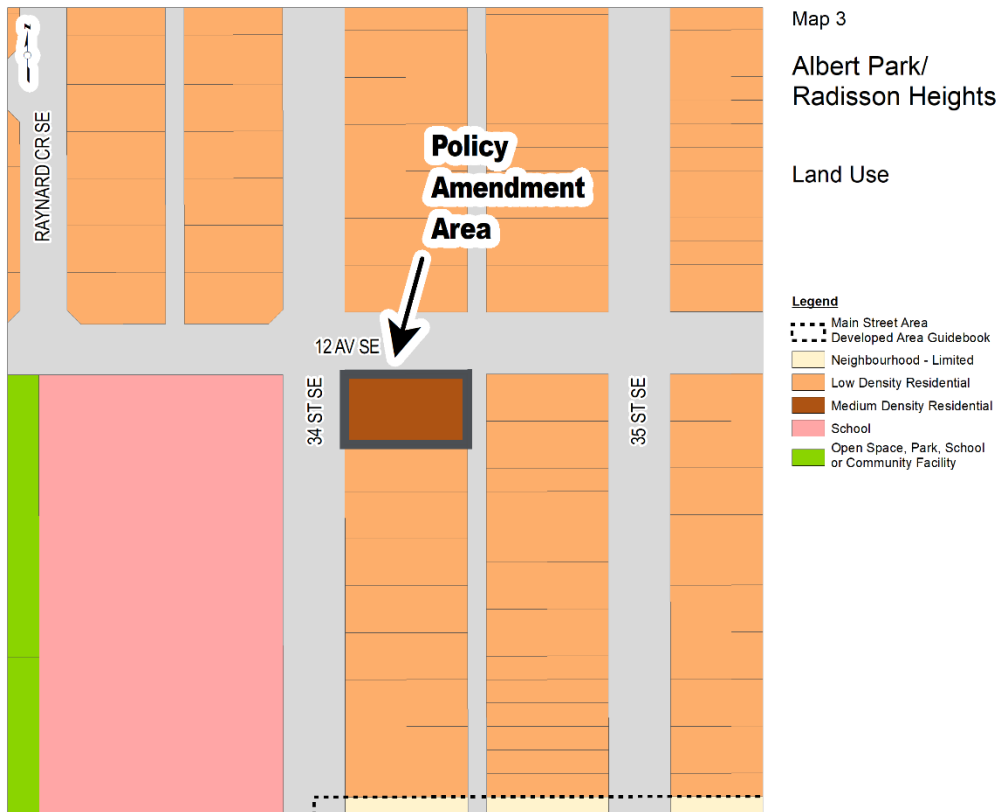 Map 3
Albert Park/
Radisson Heights
Land Use
N
RAYNARD CR SE
Policy
Amendment
Area
12 AV SE
34 ST SE
35 ST SE
Legend
Main Street Area
Developed Area Guidebook
Neighbourhood - Limited
Low Density Residential
Medium Density Residential
School
Open Space, Park, School
or Community Facility